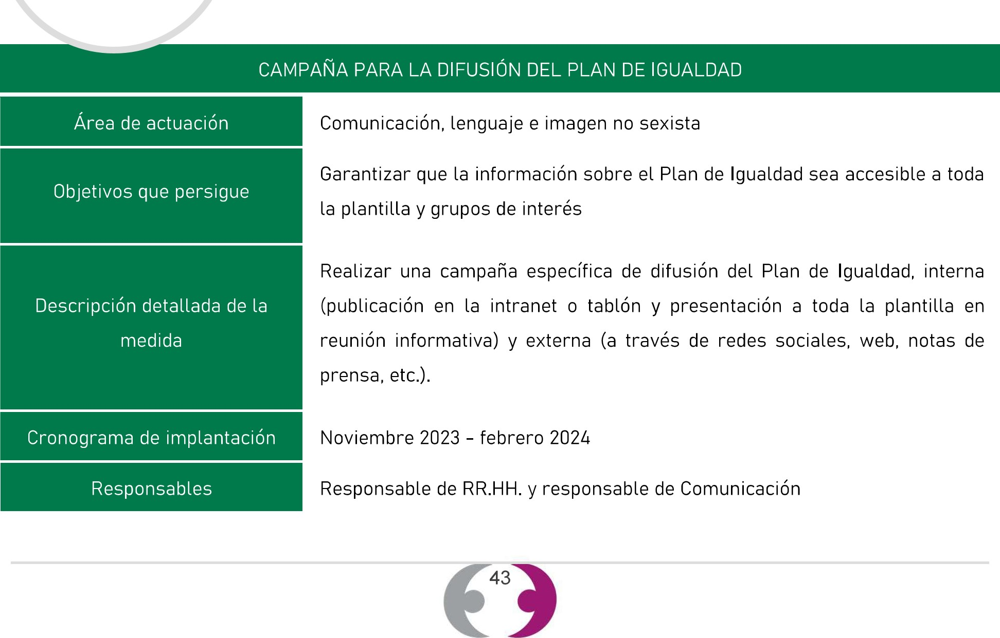 CAMPAÑA PARA LA DIFUSIÓN DEL PLAN DE IGUALDAD
Área de actuación
Comunicación, lenguaje e imagen no sexista
Objetivos que persigue
Garantizar que la información sobre el Plan de Igualdad sea accesible a toda
la plantilla y grupos de interés
Descripción detallada de la
medida
Realizar una campaña específica de difusión del Plan de Igualdad, interna
(publicación en la intranet o tablón y presentación a toda la plantilla en
reunión informativa) y externa (a través de redes sociales, web, notas de
prensa, etc.).
Cronograma de implantación
Noviembre 2023 – febrero 2024
Responsables
Responsable de RR.HH. y responsable de Comunicación
43